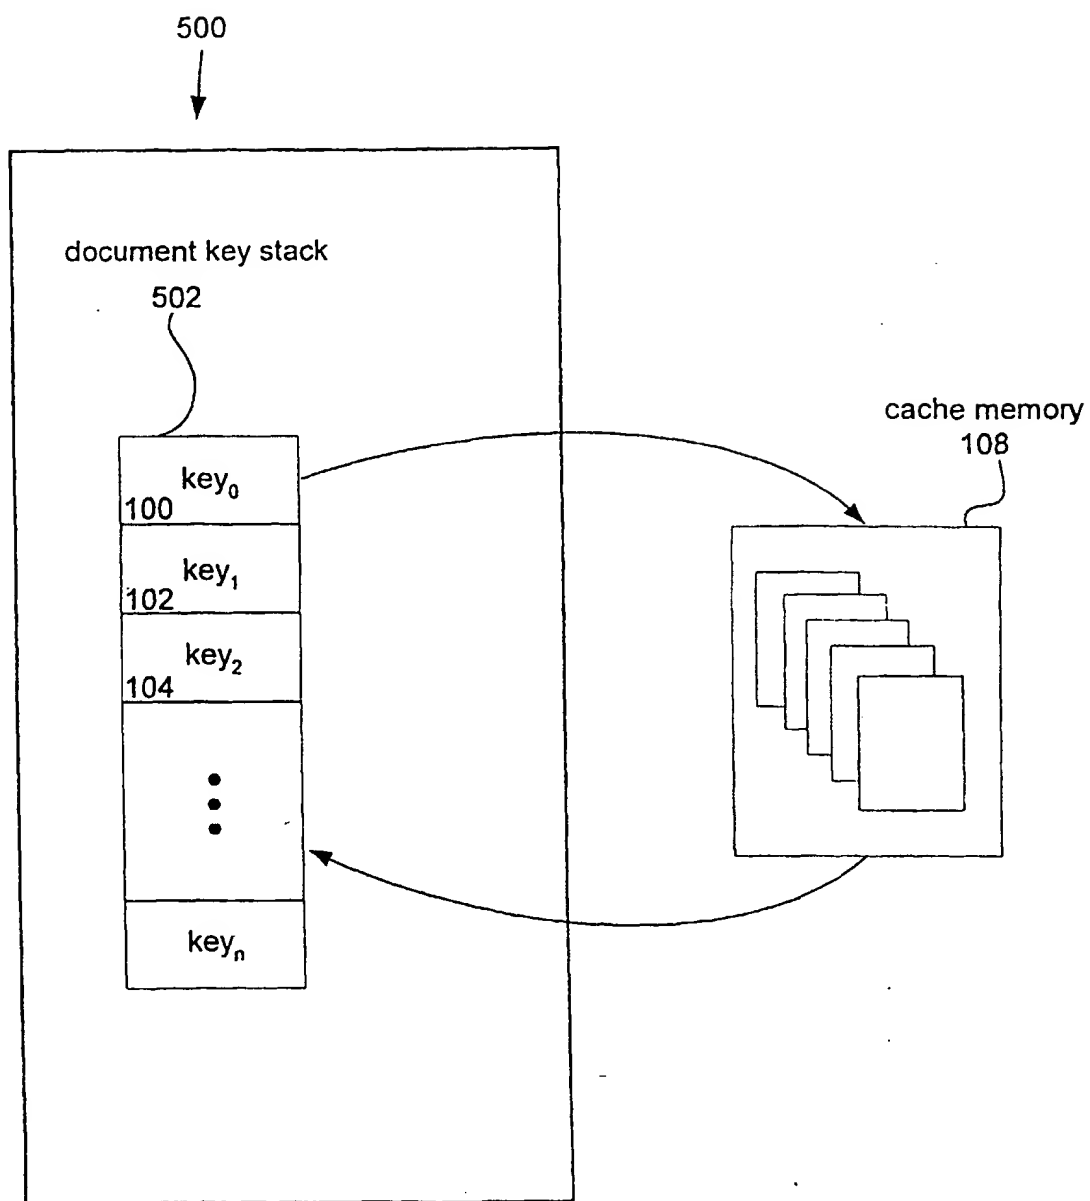 500
document key stack
502
cache memory
108
key₀
100
key₁
102
key₂
104
keyₙ